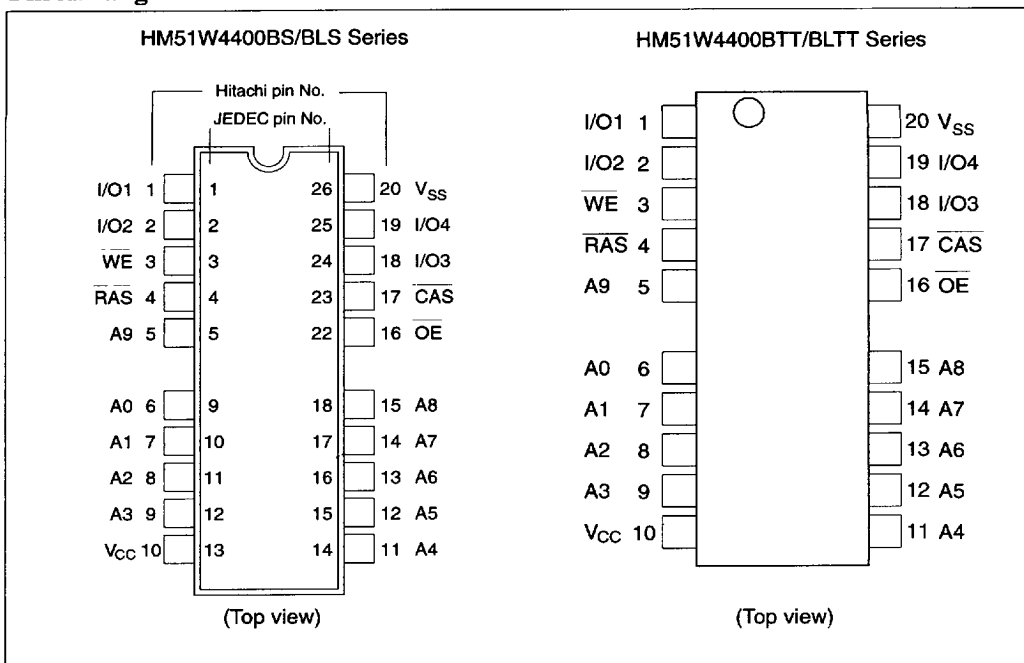 HM51W4400BS/BLS Series
Hitachi pin No.
JEDEC pin No.
I/O1 1 1 26 20 VSS
I/O2 2 2 25 19 I/O4
WE 3 3 24 18 I/O3
RAS 4 4 23 17 CAS
A9 5 5 22 16 OE
A0 6 9 18 15 A8
A1 7 10 17 14 A7
A2 8 11 16 13 A6
A3 9 12 15 12 A5
VCC 10 13 14 11 A4
(Top view)
HM51W4400BTT/BLTT Series
I/O1 1 20 VSS
I/O2 2 19 I/O4
WE 3 18 I/O3
RAS 4 17 CAS
A9 5 16 OE
A0 6 15 A8
A1 7 14 A7
A2 8 13 A6
A3 9 12 A5
VCC 10 11 A4
(Top view)